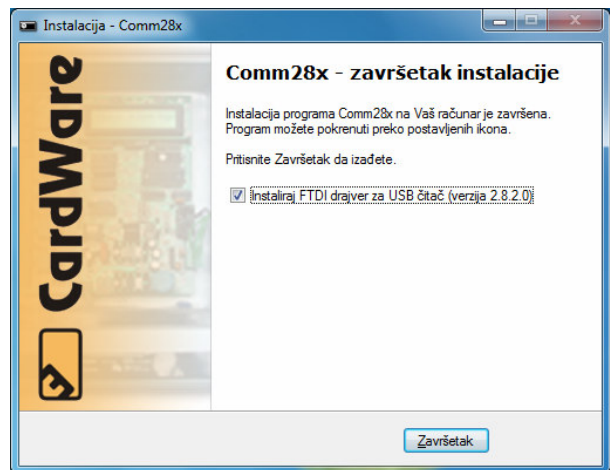 Instalacija - Comm28x
CardWare
Comm28x - završetak instalacije
Instalacija programa Comm28x na Vaš računar je završena.
Program možete pokrenuti preko postavljenih ikona.
Pritisnite Završetak da izađete.
Instaliraj FTDI drajver za USB čitač (verzija 2.8.2.0)
Završetak